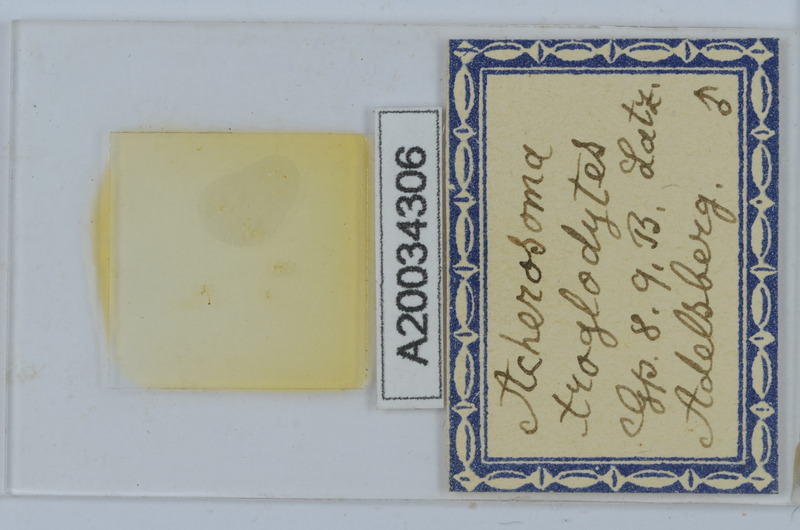 A20034306
Acherosoma
troglodytes
Gp. 8. 9. B. Latz.
Adelsberg. ♂